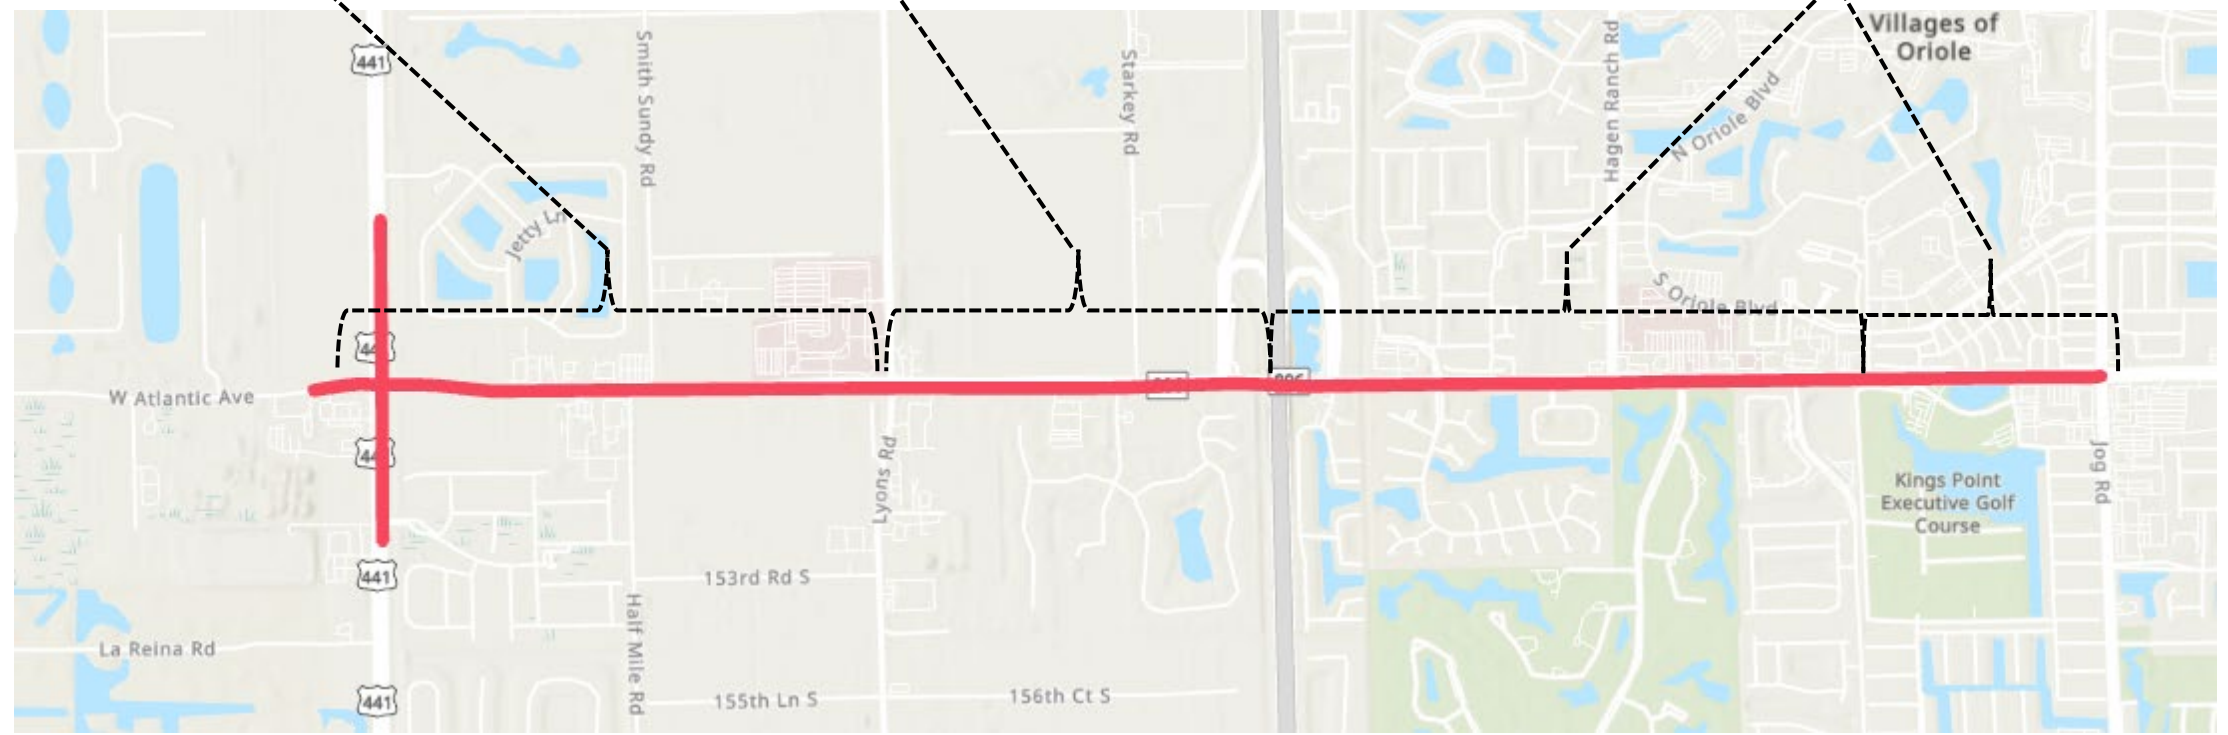 Villages of
Oriole
441
Smith Sundy Rd
Starkey Rd
Hagen Ranch Rd
N Oriole Blvd
Jetty Ln
S Oriole Blvd
W Atlantic Ave
Lyons Rd
Jog Rd
Kings Point
Executive Golf
Course
441
153rd Rd S
Half Mile Rd
La Reina Rd
441
155th Ln S
156th Ct S